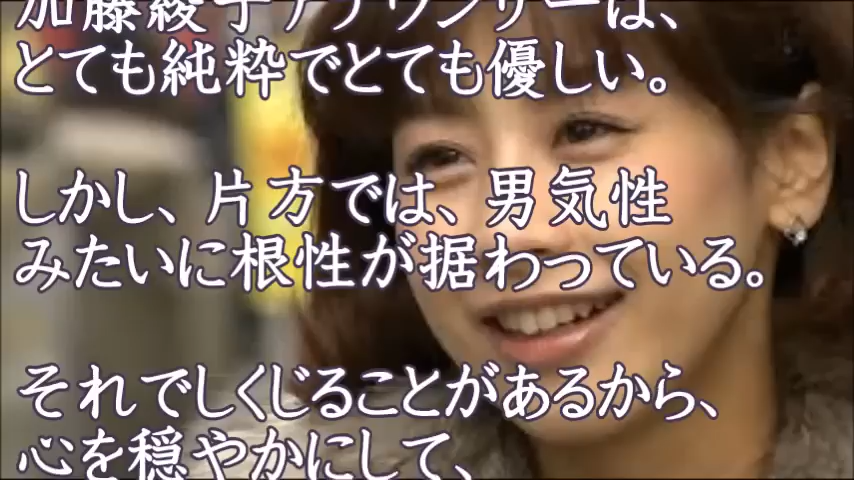 加藤綾子アナウンサーは、
とても純粋でとても優しい。
しかし、片方では、男気性
みたいに根性が据わっている。
それでしくじることがあるから、
心を穏やかにして、